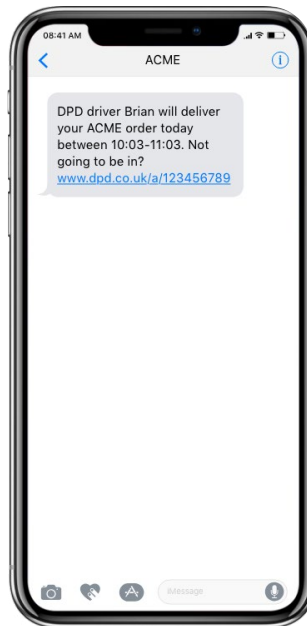 08:41 AM
ACME
DPD driver Brian will deliver
your ACME order today
between 10:03-11:03. Not
going to be in?
www.dpd.co.uk/a/123456789
iMessage